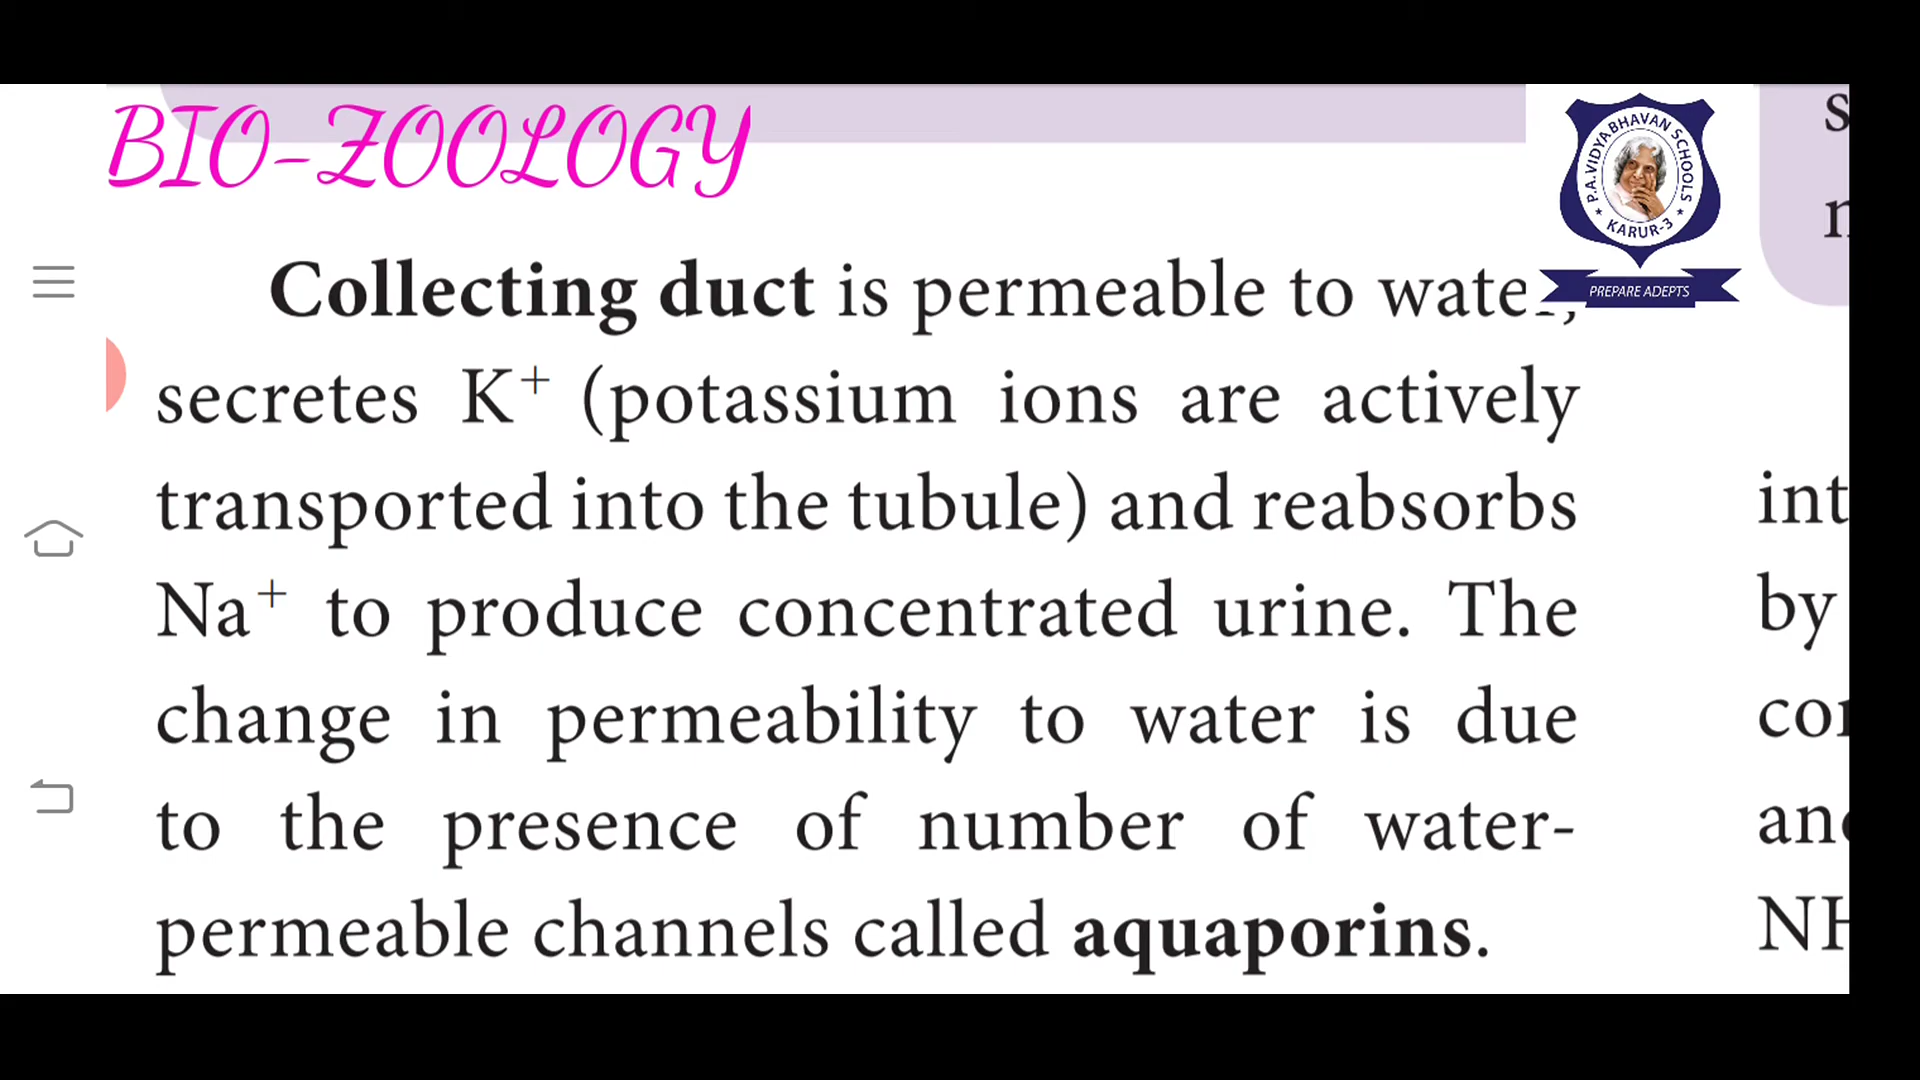 BIO-ZOOLOGY
P.A.VIDYA BHAVAN SCHOOLS
KARUR-3
PREPARE ADEPTS
Collecting duct is permeable to water,
secretes K+ (potassium ions are actively
transported into the tubule) and reabsorbs
Na+ to produce concentrated urine. The
change in permeability to water is due
to the presence of number of water-
permeable channels called aquaporins.
int
by